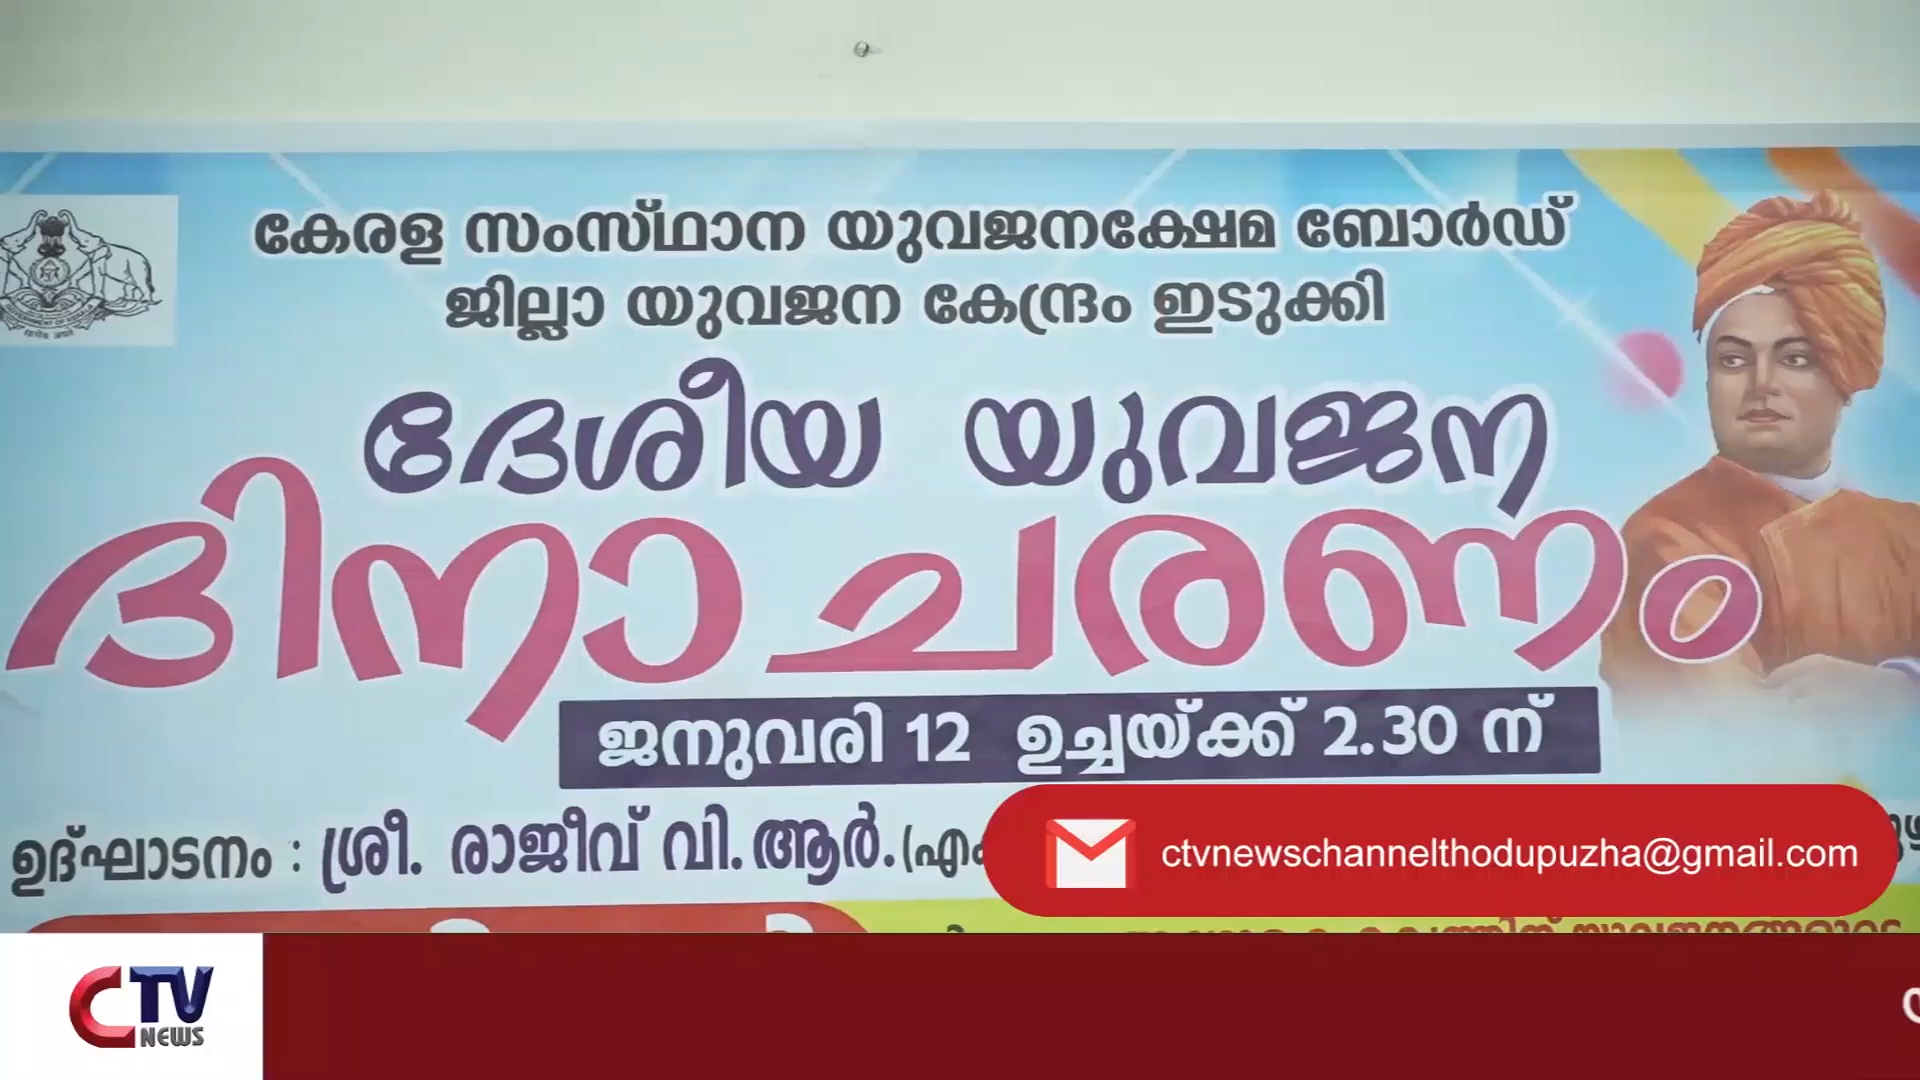 കേരള സംസ്ഥാന യുവജനക്ഷേമ ബോർഡ്
ജില്ലാ യുവജന കേന്ദ്രം ഇടുക്കി
ദേശീയ യുവജന
ദിനാചരണം
ജനുവരി 12 ഉച്ചയ്ക്ക് 2.30 ന്
ഉദ്ഘാടനം : ശ്രീ. രാജീവ് വി.ആർ.
ctvnewschannelthodupuzha@gmail.com
CTV
NEWS